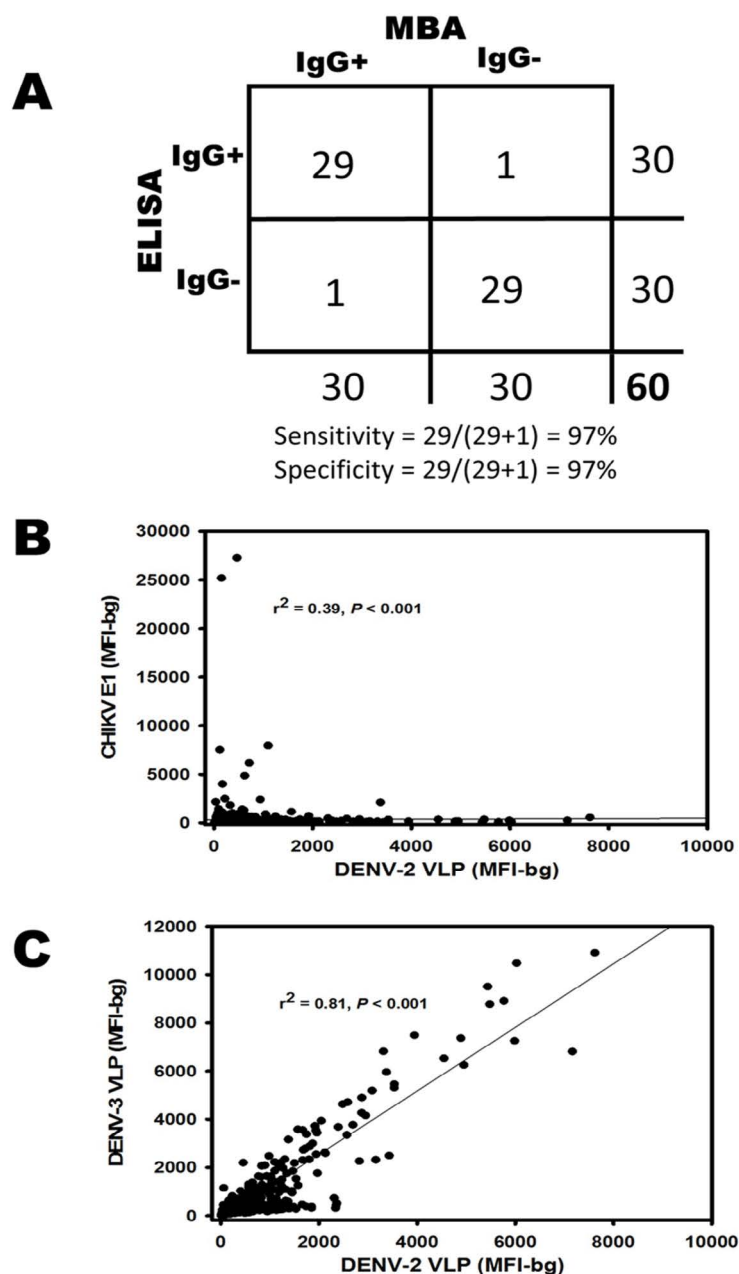 A
MBA
IgG+ IgG-
ELISA
IgG+ 29 1 30
IgG- 1 29 30
30 30 60
Sensitivity = 29/(29+1) = 97%
Specificity = 29/(29+1) = 97%
B
CHIKV E1 (MFI-bg)
30000
25000
20000
15000
10000
5000
0
r² = 0.39, P < 0.001
0 2000 4000 6000 8000 10000
DENV-2 VLP (MFI-bg)
C
DENV-3 VLP (MFI-bg)
12000
10000
8000
6000
4000
2000
0
r² = 0.81, P < 0.001
0 2000 4000 6000 8000 10000
DENV-2 VLP (MFI-bg)